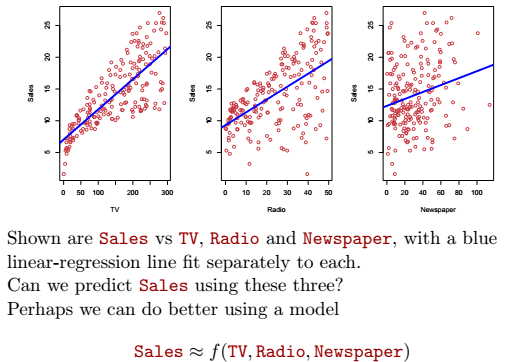 Sales
5 10 15 20 25
0 50 100 200 300
TV
Sales
5 10 15 20 25
0 10 20 30 40 50
Radio
Sales
5 10 15 20 25
0 20 40 60 80 100
Newspaper
Shown are Sales vs TV, Radio and Newspaper, with a blue
linear-regression line fit separately to each.
Can we predict Sales using these three?
Perhaps we can do better using a model
Sales ≈ f(TV, Radio, Newspaper)